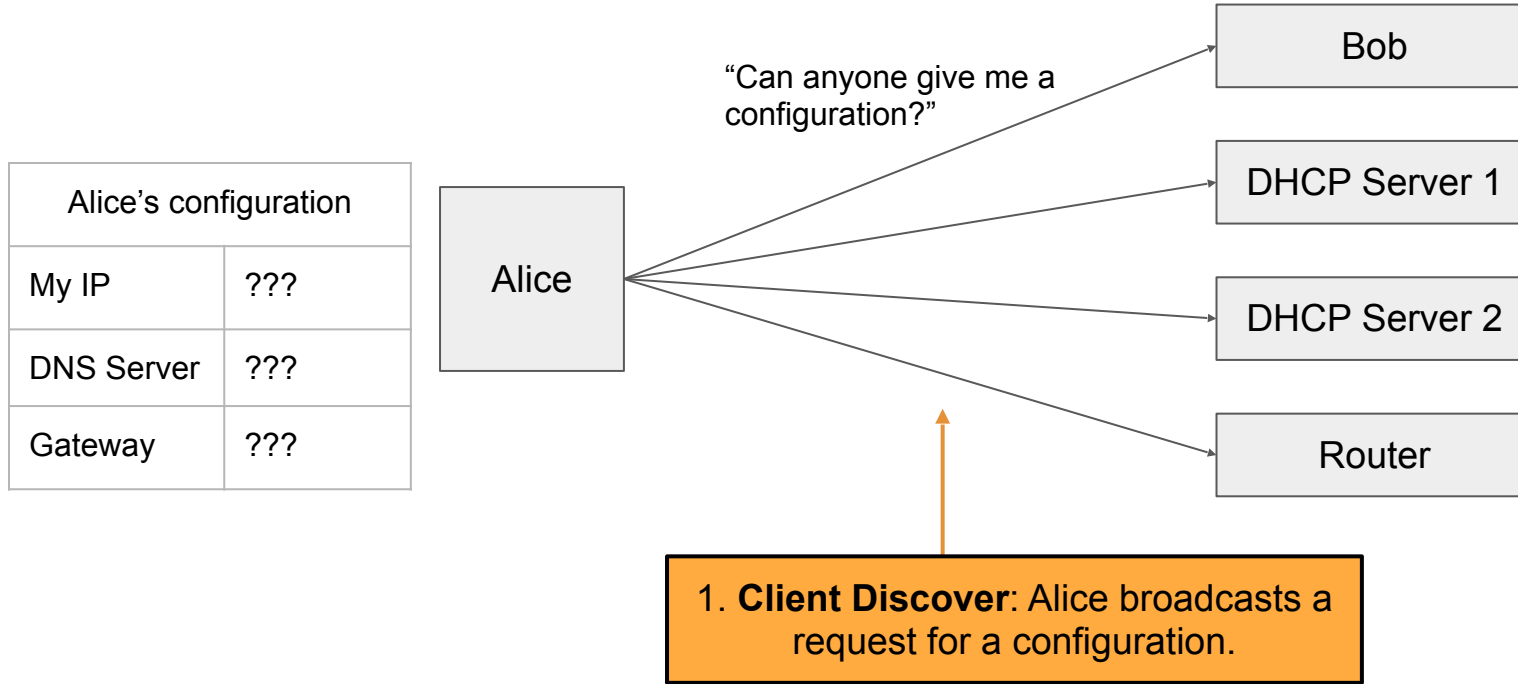 “Can anyone give me a
configuration?”
Alice’s configuration
My IP ???
DNS Server ???
Gateway ???
Alice
Bob
DHCP Server 1
DHCP Server 2
Router
1. Client Discover: Alice broadcasts a
request for a configuration.